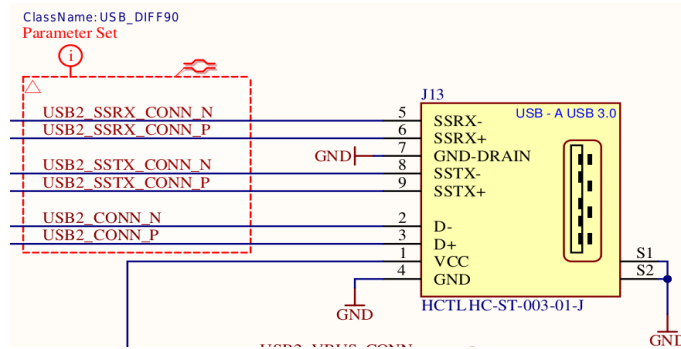 ClassName: USB_DIFF90
Parameter Set
i
J13
USB - A USB 3.0
USB2_SSRX_CONN_N 5 SSRX-
USB2_SSRX_CONN_P 6 SSRX+
GND 7 GND-DRAIN
USB2_SSTX_CONN_N 8 SSTX-
USB2_SSTX_CONN_P 9 SSTX+
USB2_CONN_N 2 D-
USB2_CONN_P 3 D+
1 VCC S1
4 GND S2
HCTL HC-ST-003-01-J
GND
GND
USB2_VBUS_CONN